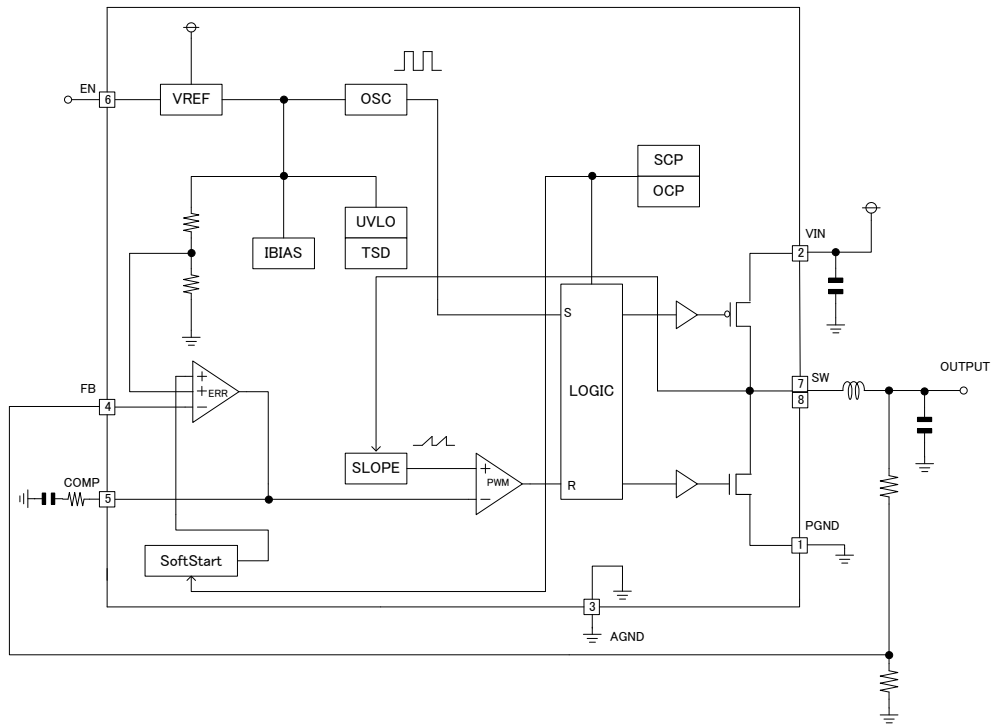 EN
6
VREF
OSC
SCP
OCP
UVLO
TSD
IBIAS
VIN
2
S
LOGIC
SW
7
8
OUTPUT
FB
4
+
+
−
ERR
SLOPE
+
−
PWM
R
COMP
5
PGND
1
SoftStart
3
AGND